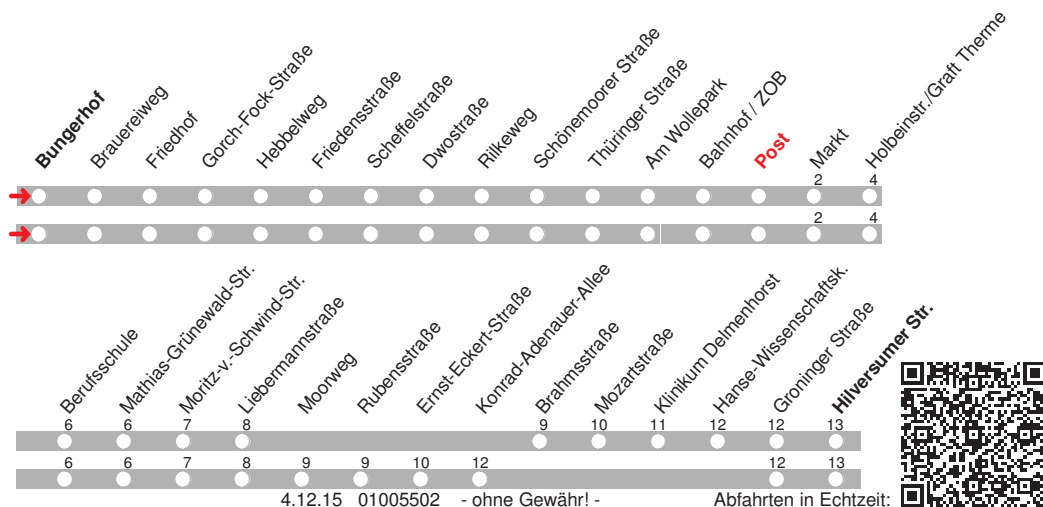 Bungerhof
Brauereiweg
Friedhof
Gorch-Fock-Straße
Hebbelweg
Friedensstraße
Scheffelstraße
Dwostraße
Rilkeweg
Schönemoorer Straße
Thüringer Straße
Am Wollepark
Bahnhof / ZOB
Post
Markt
Holbeinstr./Graft Therme
2 4
2 4
Berufsschule
Mathias-Grünewald-Str.
Moritz-v.-Schwind-Str.
Liebermannstraße
Moorweg
Rubensstraße
Ernst-Eckert-Straße
Konrad-Adenauer-Allee
Brahmsstraße
Mozartstraße
Klinikum Delmenhorst
Hanse-Wissenschaftsk.
Groninger Straße
Hilversumer Str.
6 6 7 8 9 10 11 12 12 13
6 6 7 8 9 9 10 12 12 13
4.12.15 01005502 - ohne Gewähr! - Abfahrten in Echtzeit: